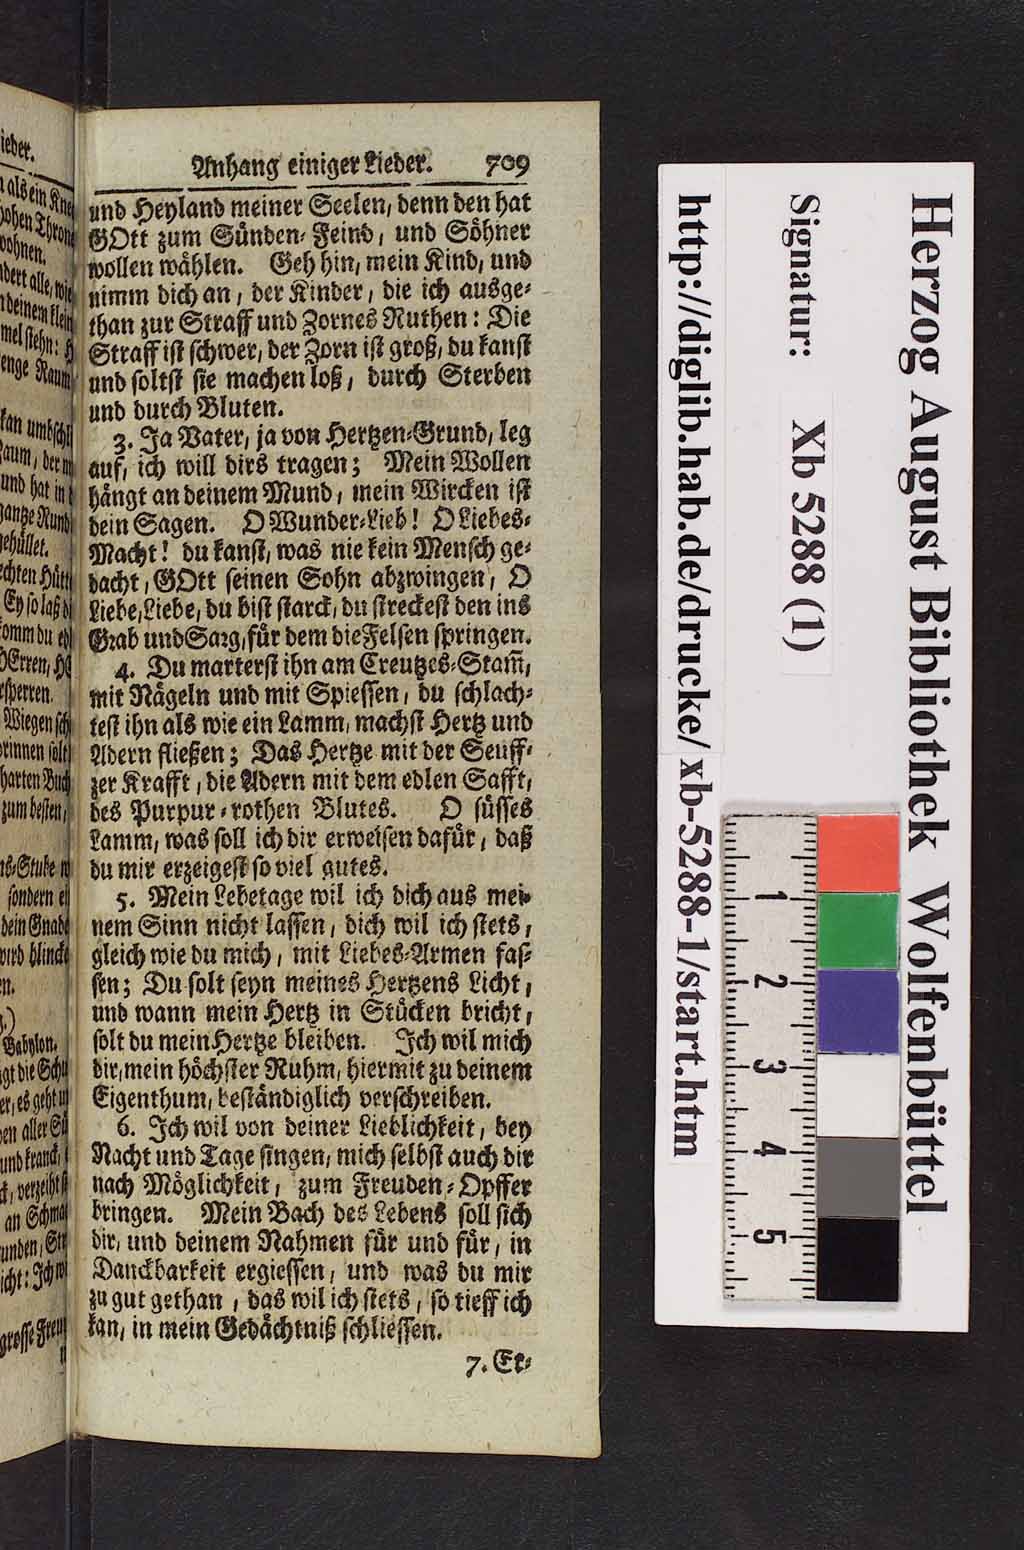 Anhang einiger Lieder. 709
und Heyland meiner Seelen, denn den hat
GOtt zum Sünden-Feind, und Söhner
wollen wählen. Geh hin, mein Kind, und
nimm dich an, der Kinder, die ich ausge-
than zur Straff und Zornes Ruthen: Die
Straff ist schwer, der Zorn ist groß, du kanst
und soltst sie machen loß, durch Sterben
und durch Bluten.
3. Ja Vater, ja von Hertzen-Grund, leg
auf, ich will dirs tragen; Mein Wollen
hängt an deinem Mund, mein Wircken ist
dein Sagen. O Wunder-Lieb! O Liebes-
Macht! du kanst, was nie kein Mensch ge-
dacht, GOtt seinen Sohn abzwingen, O
Liebe, Liebe, du bist starck, du streckest den ins
Grab und Sarg, für dem die Felsen springen.
4. Du marterst ihn am Creutzes-Stam̃,
mit Nägeln und mit Spiessen, du schlach-
test ihn als wie ein Lamm, machst Hertz und
Adern fließen; Das Hertze mit der Seuff-
zer Krafft, die Adern mit dem edlen Safft,
des Purpur-rothen Blutes. O süsses
Lamm, was soll ich dir erweisen dafür, daß
du mir erzeigest so viel gutes.
5. Mein Lebetage wil ich dich aus mei-
nem Sinn nicht lassen, dich wil ich stets,
gleich wie du mich, mit Liebes-Armen fas-
sen; Du solt seyn meines Hertzens Licht,
und wann mein Hertz in Stücken bricht,
solt du mein Hertze bleiben. Ich wil mich
dir, mein höchster Ruhm, hiermit zu deinem
Eigenthum, beständiglich verschreiben.
6. Ich wil von deiner Lieblichkeit, bey
Nacht und Tage singen, mich selbst auch dir
nach Möglichkeit, zum Freuden-Opffer
bringen. Mein Bach des Lebens soll sich
dir, und deinem Nahmen für und für, in
Danckbarkeit ergiessen, und was du mir
zu gut gethan, das wil ich stets, so tieff ich
kan, in mein Gedächtniß schliessen.
7. Er-
Herzog August Bibliothek Wolfenbüttel
Signatur: Xb 5288 (1)
http://diglib.hab.de/drucke/ xb-5288-1/start.htm
1
2
3
4
5